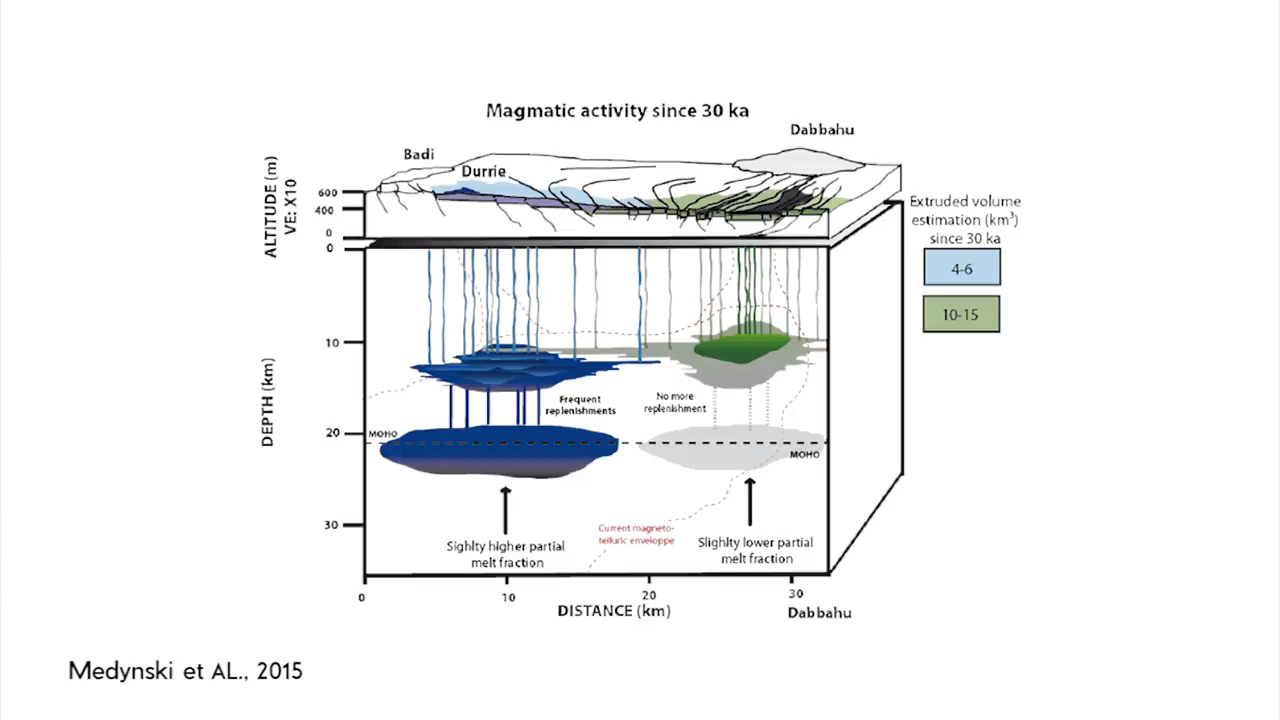 Magmatic activity since 30 ka
Dabbahu
Badi
Durrie
ALTITUDE (m)
VE: X10
600
400
0
0
10
20
30
DEPTH (km)
Extruded volume
estimation (km³)
since 30 ka
4-6
10-15
Frequent
replenishments
No more
replenishment
MOHO
MOHO
Current magneto-
telluric enveloppe
Sighlty higher partial
melt fraction
Slighlty lower partial
melt fraction
0
10
20
30
DISTANCE (km)
Dabbahu
Medynski et AL., 2015